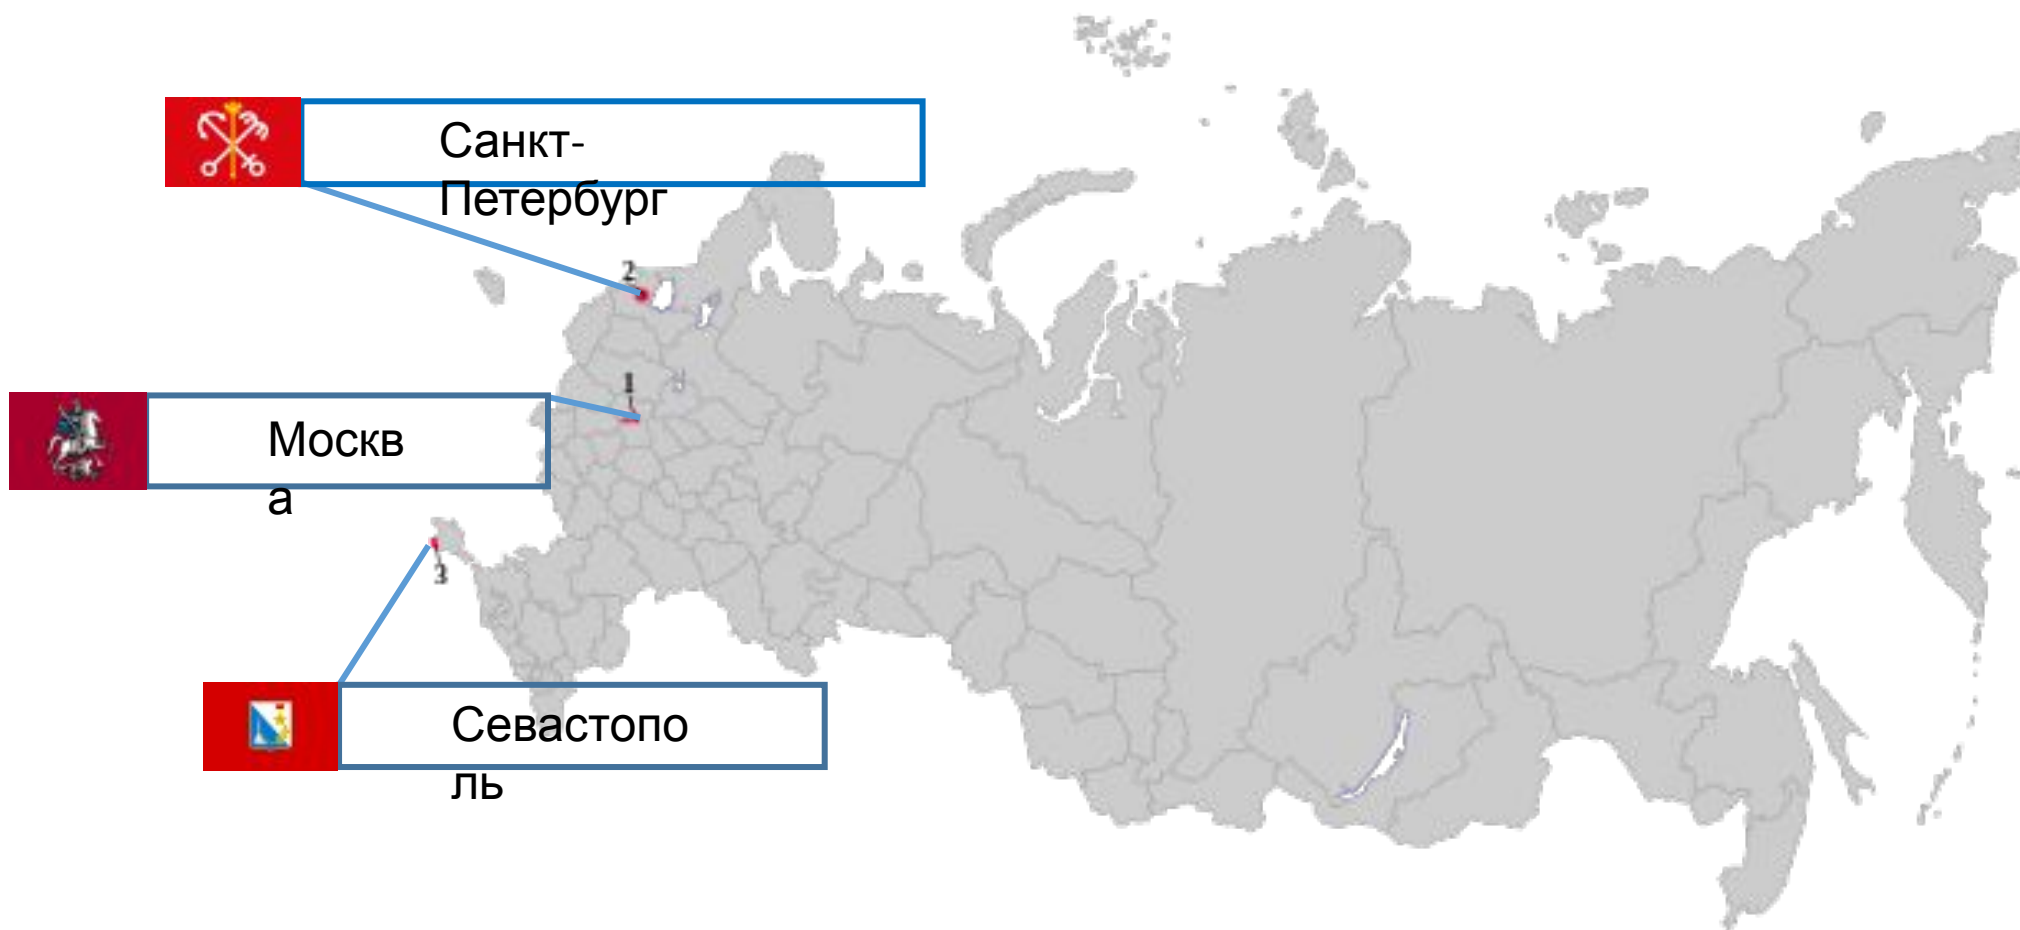 Санкт-
Петербург
2
1
Москв
а
3
Севастопо
ль